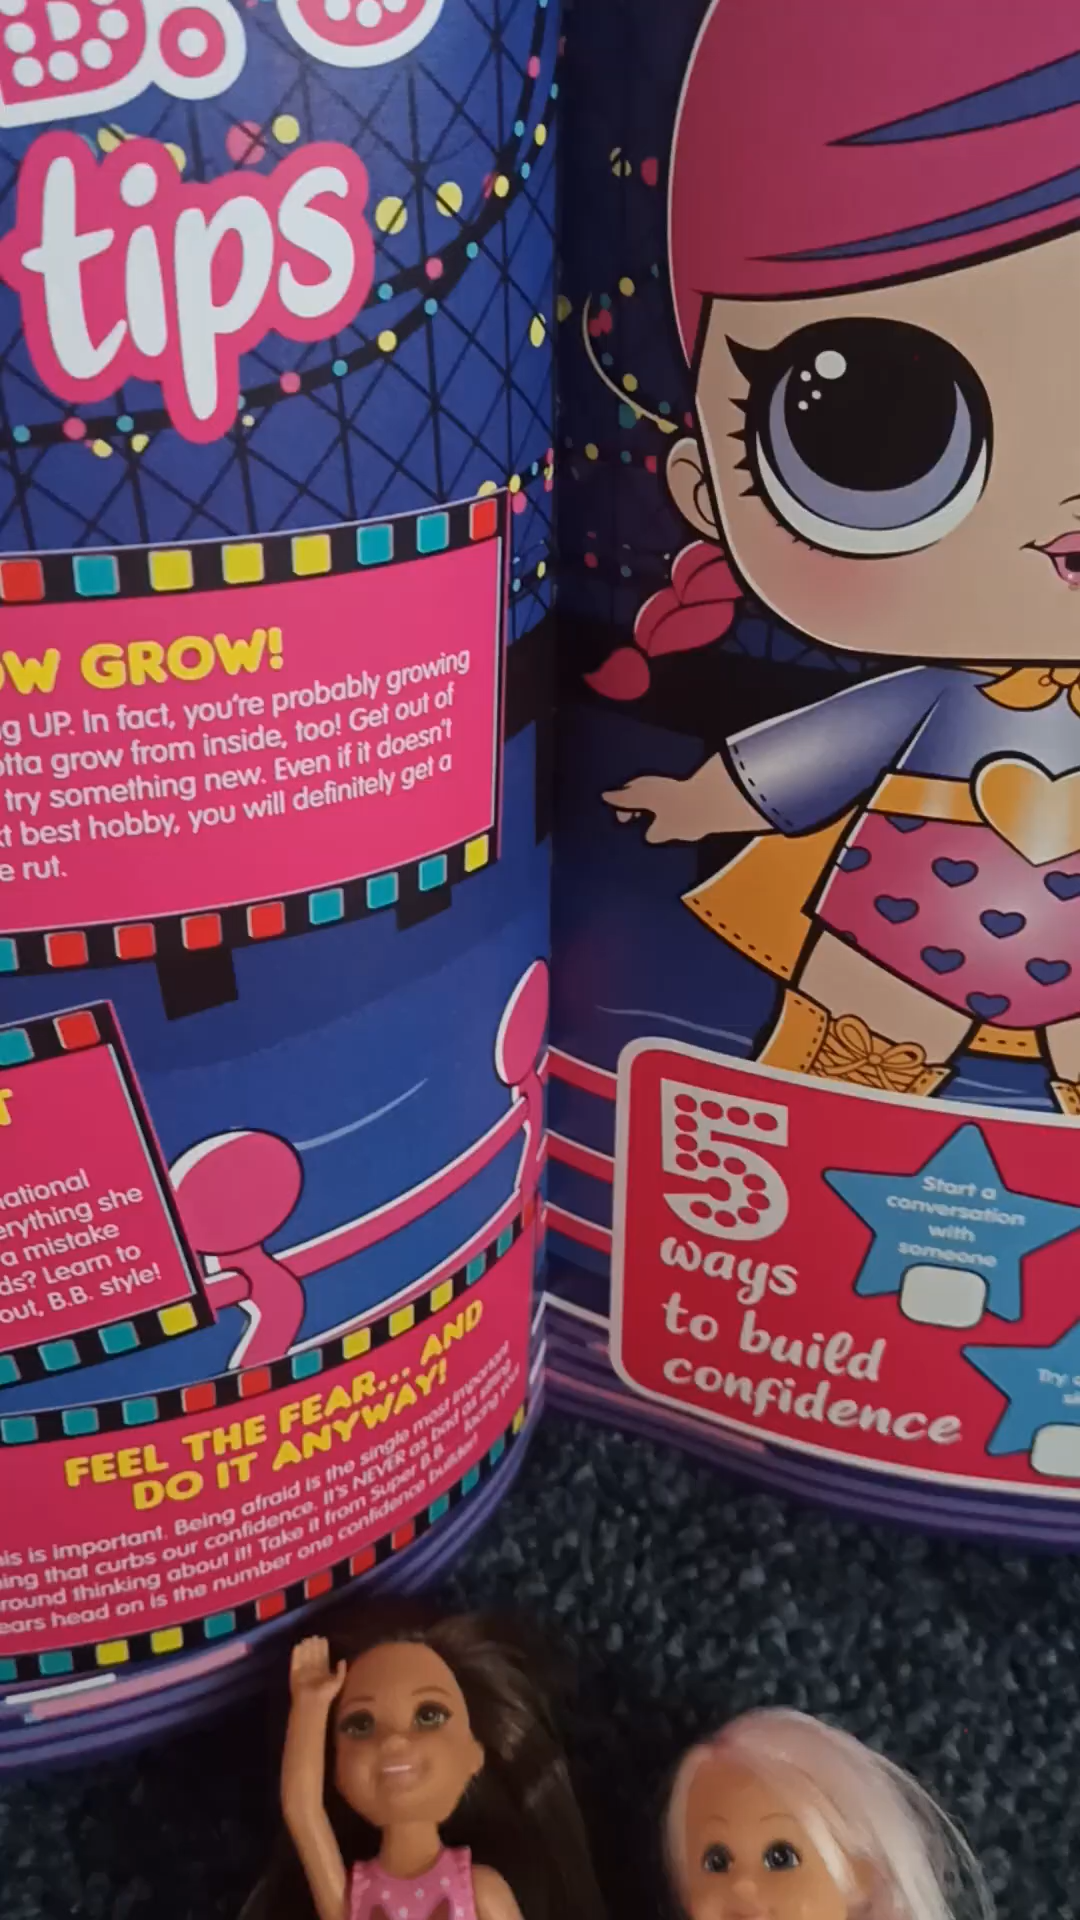 tips
OW GROW!
g UP. In fact, you're probably growing
otta grow from inside, too! Get out of
try something new. Even if it doesn't
t best hobby, you will definitely get a
e rut.
T
national
erything she
a mistake
ds? Learn to
out, B.B. style!
FEEL THE FEAR... AND
DO IT ANYWAY!
his is important. Being afraid is the single most important
ing that curbs our confidence. It's NEVER as bad as sitting
round thinking about it! Take it from Super B.B. facing your
ears head on is the number one confidence builder!
5
ways
to build
confidence
Start a
conversation
with
someone
Try